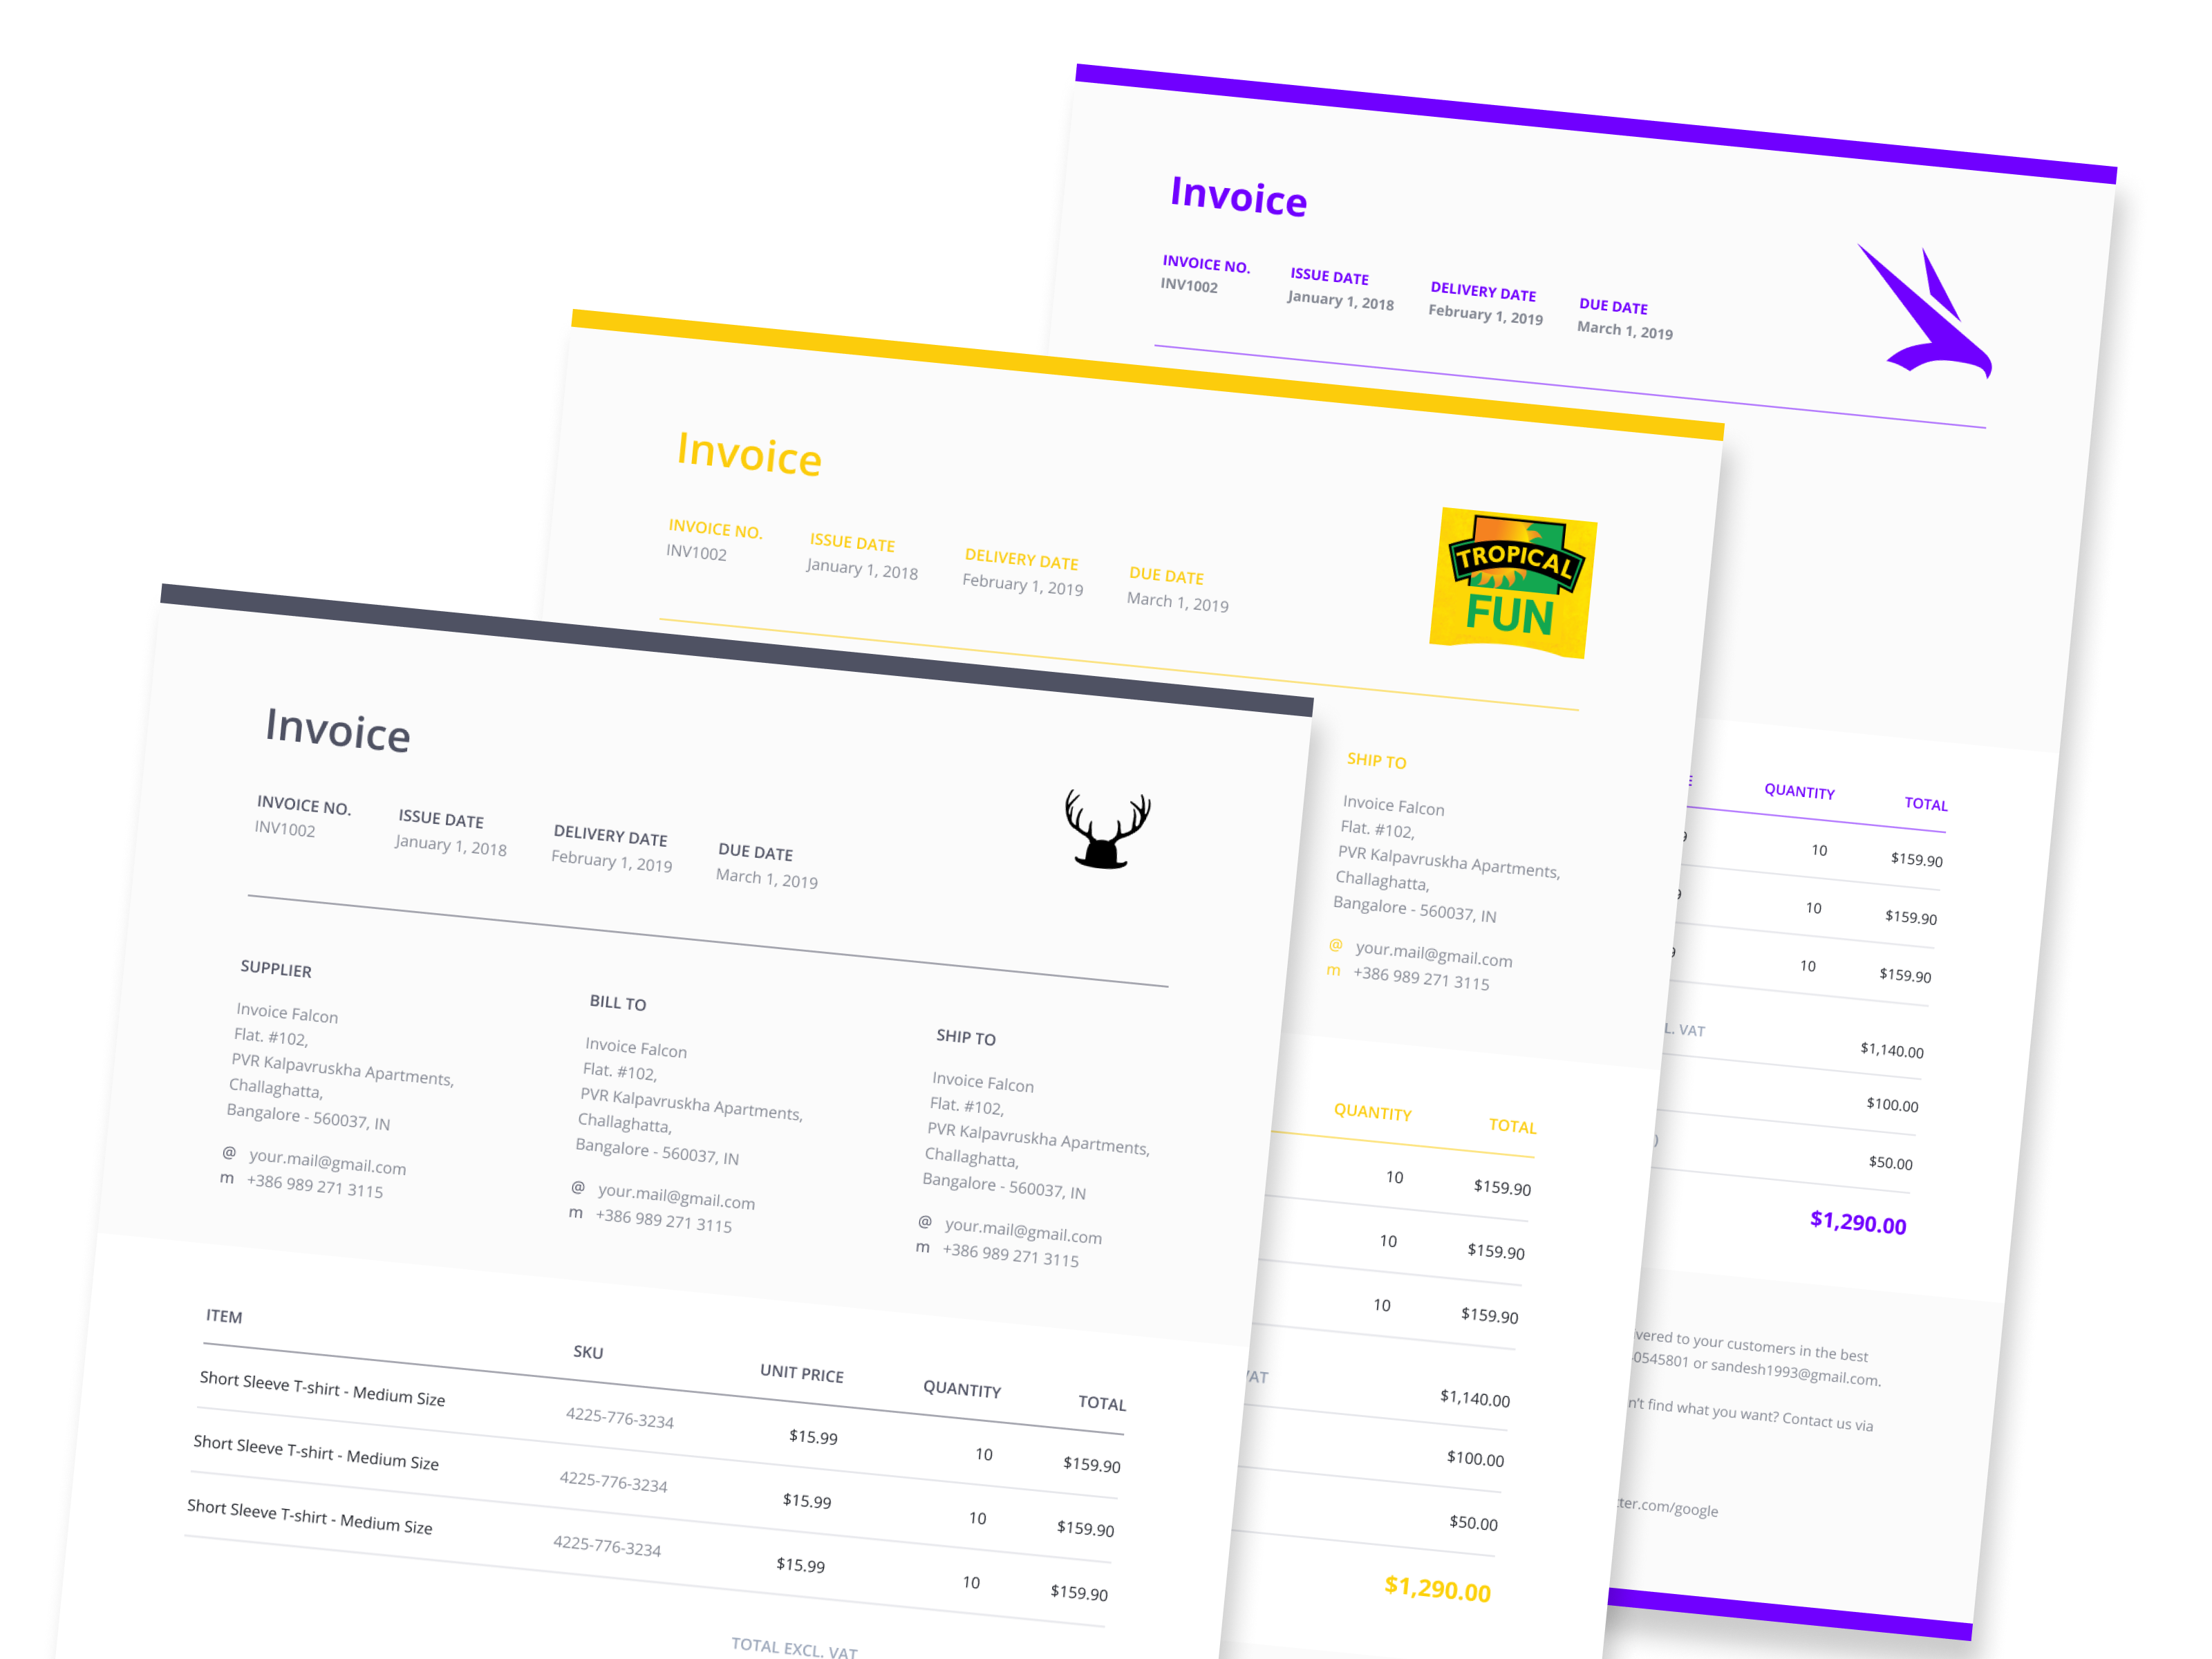 Invoice
INVOICE NO. ISSUE DATE DELIVERY DATE DUE DATE
INV1002 January 1, 2018 February 1, 2019 March 1, 2019
QUANTITY TOTAL
10 $159.90
10 $159.90
10 $159.90
L. VAT $1,140.00
$100.00
) $50.00
$1,290.00
vered to your customers in the best
0545801 or sandesh1993@gmail.com.
n't find what you want? Contact us via
ter.com/google
Invoice
INVOICE NO. ISSUE DATE DELIVERY DATE DUE DATE
INV1002 January 1, 2018 February 1, 2019 March 1, 2019
TROPICAL
FUN
SHIP TO
Invoice Falcon
Flat. #102,
PVR Kalpavruskha Apartments,
Challaghatta,
Bangalore - 560037, IN
@ your.mail@gmail.com
m +386 989 271 3115
QUANTITY TOTAL
10 $159.90
10 $159.90
10 $159.90
VAT $1,140.00
$100.00
$50.00
$1,290.00
Invoice
INVOICE NO. ISSUE DATE DELIVERY DATE DUE DATE
INV1002 January 1, 2018 February 1, 2019 March 1, 2019
SUPPLIER
Invoice Falcon
Flat. #102,
PVR Kalpavruskha Apartments,
Challaghatta,
Bangalore - 560037, IN
@ your.mail@gmail.com
m +386 989 271 3115
BILL TO
Invoice Falcon
Flat. #102,
PVR Kalpavruskha Apartments,
Challaghatta,
Bangalore - 560037, IN
@ your.mail@gmail.com
m +386 989 271 3115
SHIP TO
Invoice Falcon
Flat. #102,
PVR Kalpavruskha Apartments,
Challaghatta,
Bangalore - 560037, IN
@ your.mail@gmail.com
m +386 989 271 3115
ITEM SKU UNIT PRICE QUANTITY TOTAL
Short Sleeve T-shirt - Medium Size 4225-776-3234 $15.99 10 $159.90
Short Sleeve T-shirt - Medium Size 4225-776-3234 $15.99 10 $159.90
Short Sleeve T-shirt - Medium Size 4225-776-3234 $15.99 10 $159.90
TOTAL EXCL. VAT